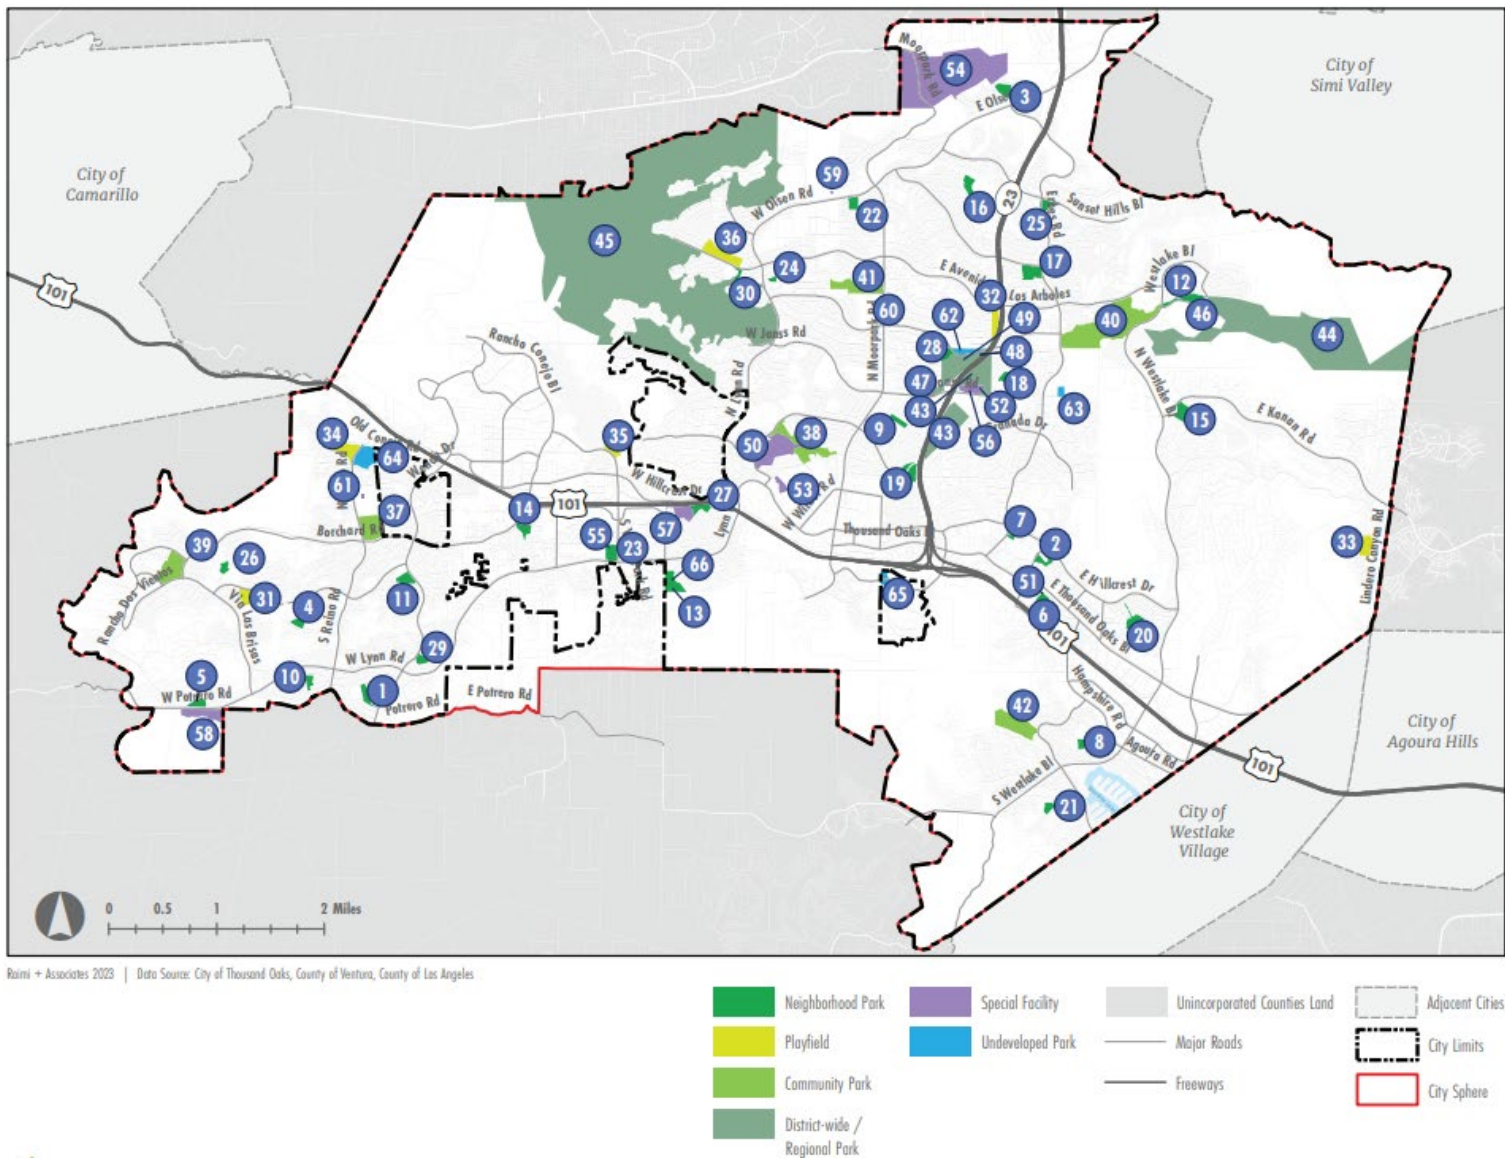 Moorpark Rd
54
City of
Simi Valley
E Olsen
3
City of
Camarillo
59
W Olsen Rd
22
16
23
Erbes Rd
Sunset Hills Bl
25
45
36
24
41
E Avenida
Los Arboles
17
Westlake Bl
12
101
30
60
32
62
49
40
46
44
W Janss Rd
Rancho Conejo Bl
N Moorpark
28
48
N Lynn Rd
47
18
N Westlake Bl
52
63
43
43
15
E Kanan Rd
34
Old Conejo Rd
35
50
38
9
56
64
Wendy Dr
61
W Hillcrest Dr
27
53
W Rd
19
37
14
101
Borchard R
57
Lynn
Thousand Oaks B
7
39
26
55
23
2
33
Lindero Canyon Rd
Rancho Dos Vientos
66
E Hillcrest Dr
31
4
S Reino Rd
11
13
65
51
E Thousand Oaks Bl
6
Via Las Brisas
101
20
29
W Lynn Rd
5
10
1
W Potrero Rd
Potrero Rd
E Potrero Rd
Hampshire Rd
42
58
8
Agoura Rd
City of
Agoura Hills
S Westlake Bl
101
21
City of
Westlake
Village
0 0.5 1 2 Miles
Raimi + Associates 2023 | Data Source: City of Thousand Oaks, County of Ventura, County of Los Angeles
Neighborhood Park
Special Facility
Unincorporated Counties Land
Adjacent Cities
Playfield
Undeveloped Park
Major Roads
City Limits
Community Park
Freeways
City Sphere
District-wide /
Regional Park